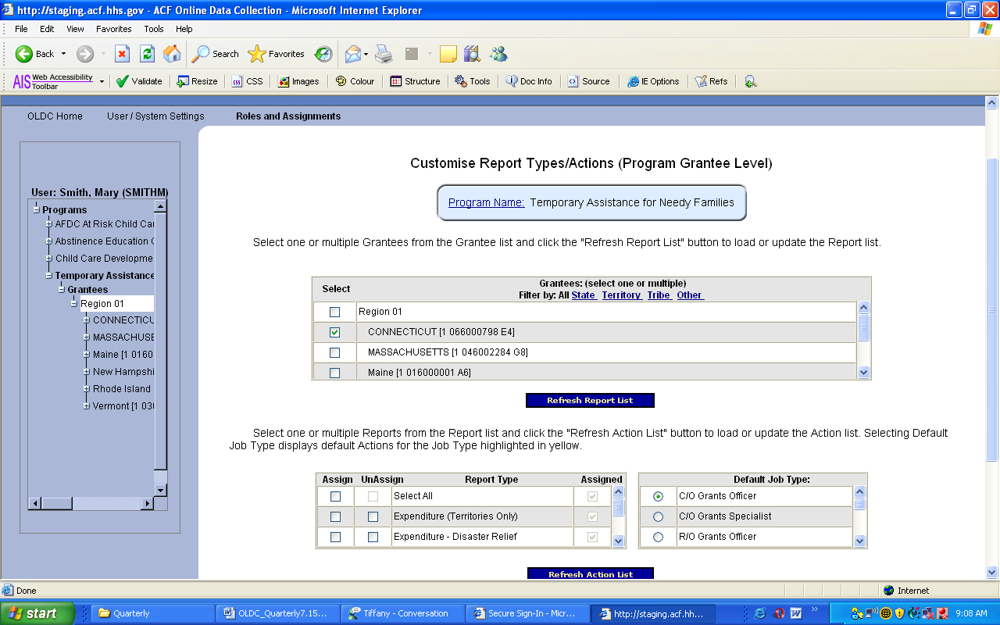 http://staging.acf.hhs.gov - ACF Online Data Collection - Microsoft Internet Explorer
File Edit View Favorites Tools Help
Back Search Favorites
AIS Web Accessibility Toolbar Validate Resize CSS Images Colour Structure Tools Doc Info Source IE Options Refs
OLDC Home User / System Settings Roles and Assignments
User: Smith, Mary (SMITHM)
Programs
AFDC At Risk Child Car
Abstinence Education
Child Care Developme
Temporary Assistance
Grantees
Region 01
CONNECTICU
MASSACHUSE
Maine [1 0160
New Hampshi
Rhode Island
Vermont [1 03
Customise Report Types/Actions (Program Grantee Level)
Program Name: Temporary Assistance for Needy Families
Select one or multiple Grantees from the Grantee list and click the "Refresh Report List" button to load or update the Report list.
Select Grantees: (select one or multiple)
Filter by: All State Territory Tribe Other
Region 01
CONNECTICUT [1 066000798 E4]
MASSACHUSETTS [1 046002284 G8]
Maine [1 016000001 A6]
Refresh Report List
Select one or multiple Reports from the Report list and click the "Refresh Action List" button to load or update the Action list. Selecting Default
Job Type displays default Actions for the Job Type highlighted in yellow.
Assign UnAssign Report Type Assigned
Select All
Expenditure (Territories Only)
Expenditure - Disaster Relief
Default Job Type:
C/O Grants Officer
C/O Grants Specialist
R/O Grants Officer
Refresh Action List
Done Internet
start Quarterly OLDC_Quarterly7.15... Tiffany - Conversation Secure Sign-In - Micr... http://staging.acf.hh... 9:08 AM